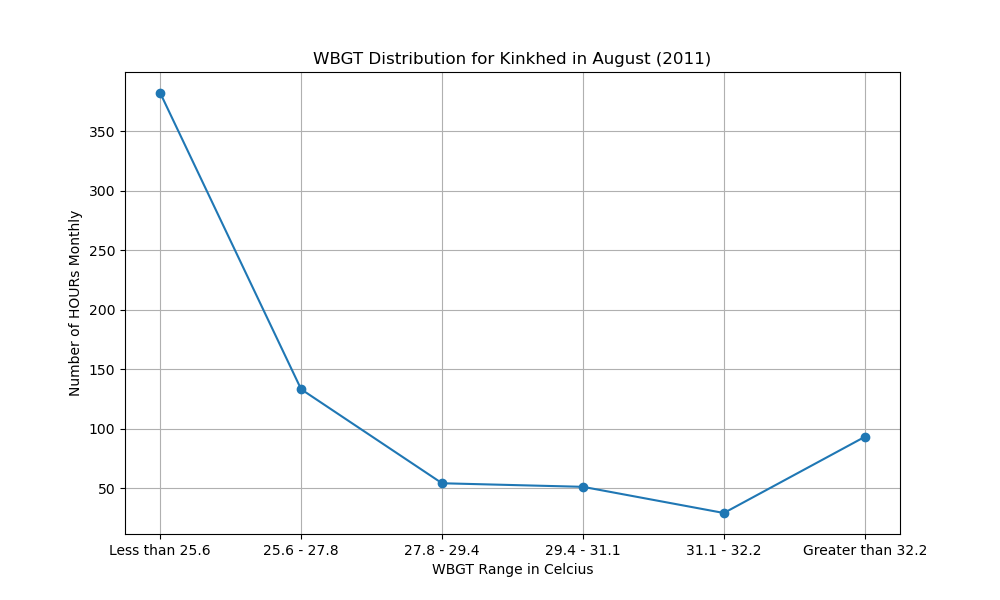 WBGT Distribution for Kinkhed in August (2011)
Number of HOURs Monthly
350
300
250
200
150
100
50
Less than 25.6
25.6 - 27.8
27.8 - 29.4
29.4 - 31.1
31.1 - 32.2
Greater than 32.2
WBGT Range in Celcius